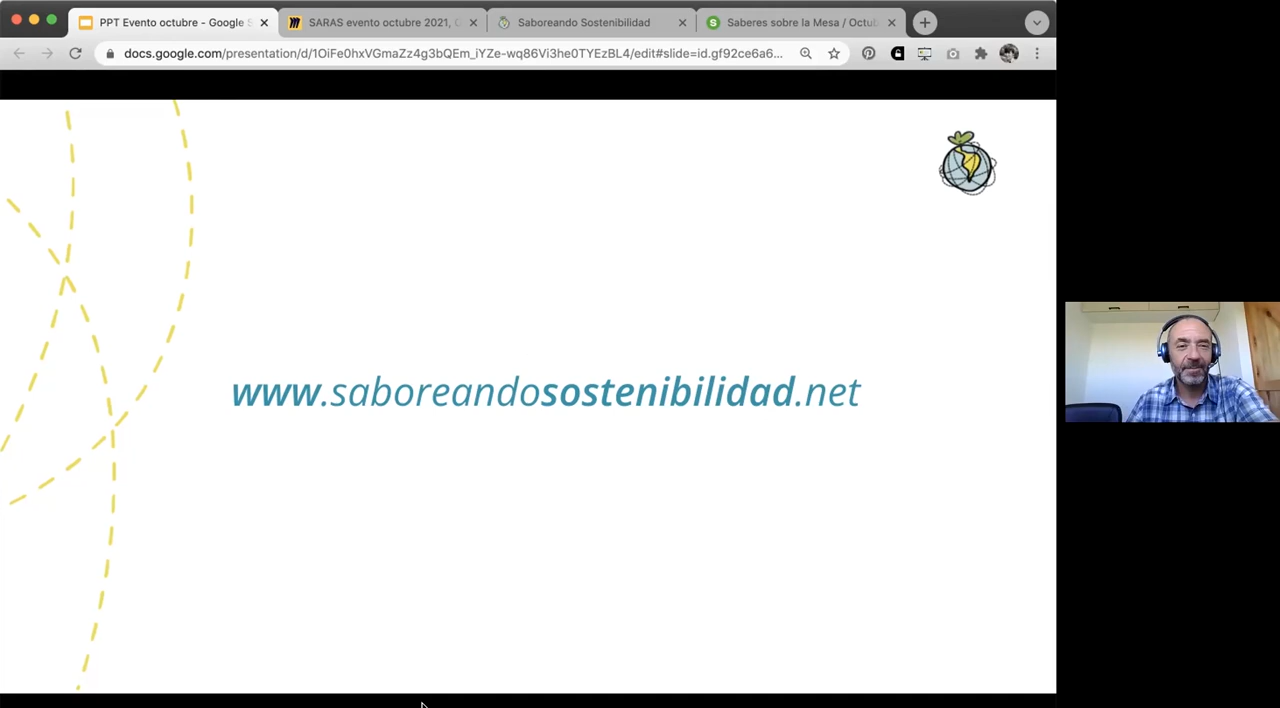 PPT Evento octubre - Google S
SARAS evento octubre 2021, C
Saboreando Sostenibilidad
Saberes sobre la Mesa / Octub
docs.google.com/presentation/d/1OiFe0hxVGmaZz4g3bQEm_iYZe-wq86Vi3he0TYEzBL4/edit#slide=id.gf92ce6a6...
www.saboreandosostenibilidad.net